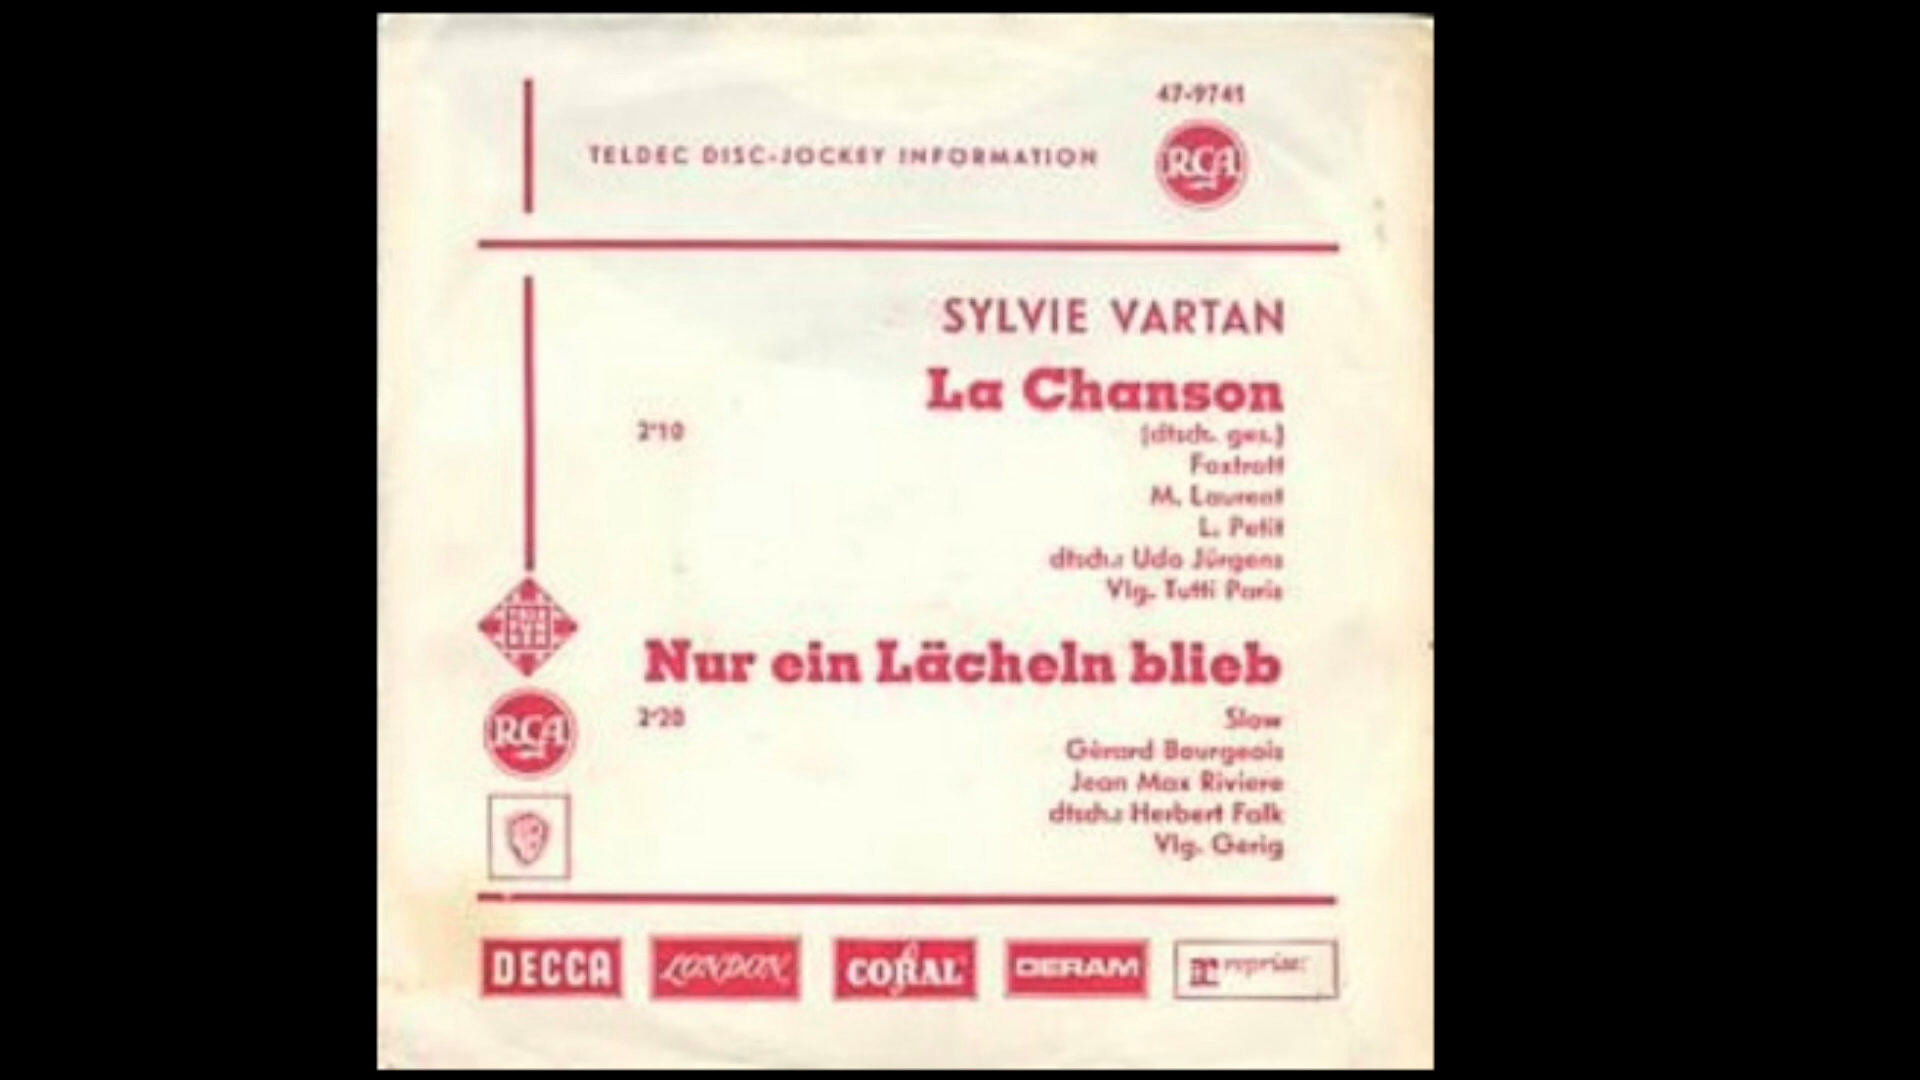 47-9741
TELDEC DISC-JOCKEY INFORMATION
RCA
SYLVIE VARTAN
La Chanson
2'10
(dtsch. ges.)
Foxtrott
M. Laurent
L. Petit
dtsch.: Udo Jürgens
Vlg. Tutti Paris
Nur ein Lächeln blieb
2'20
Slow
Gérard Bourgeois
Jean Max Riviere
dtsch.: Herbert Falk
Vlg. Gerig
RCA
DECCA LONDON CORAL DERAM reprise: